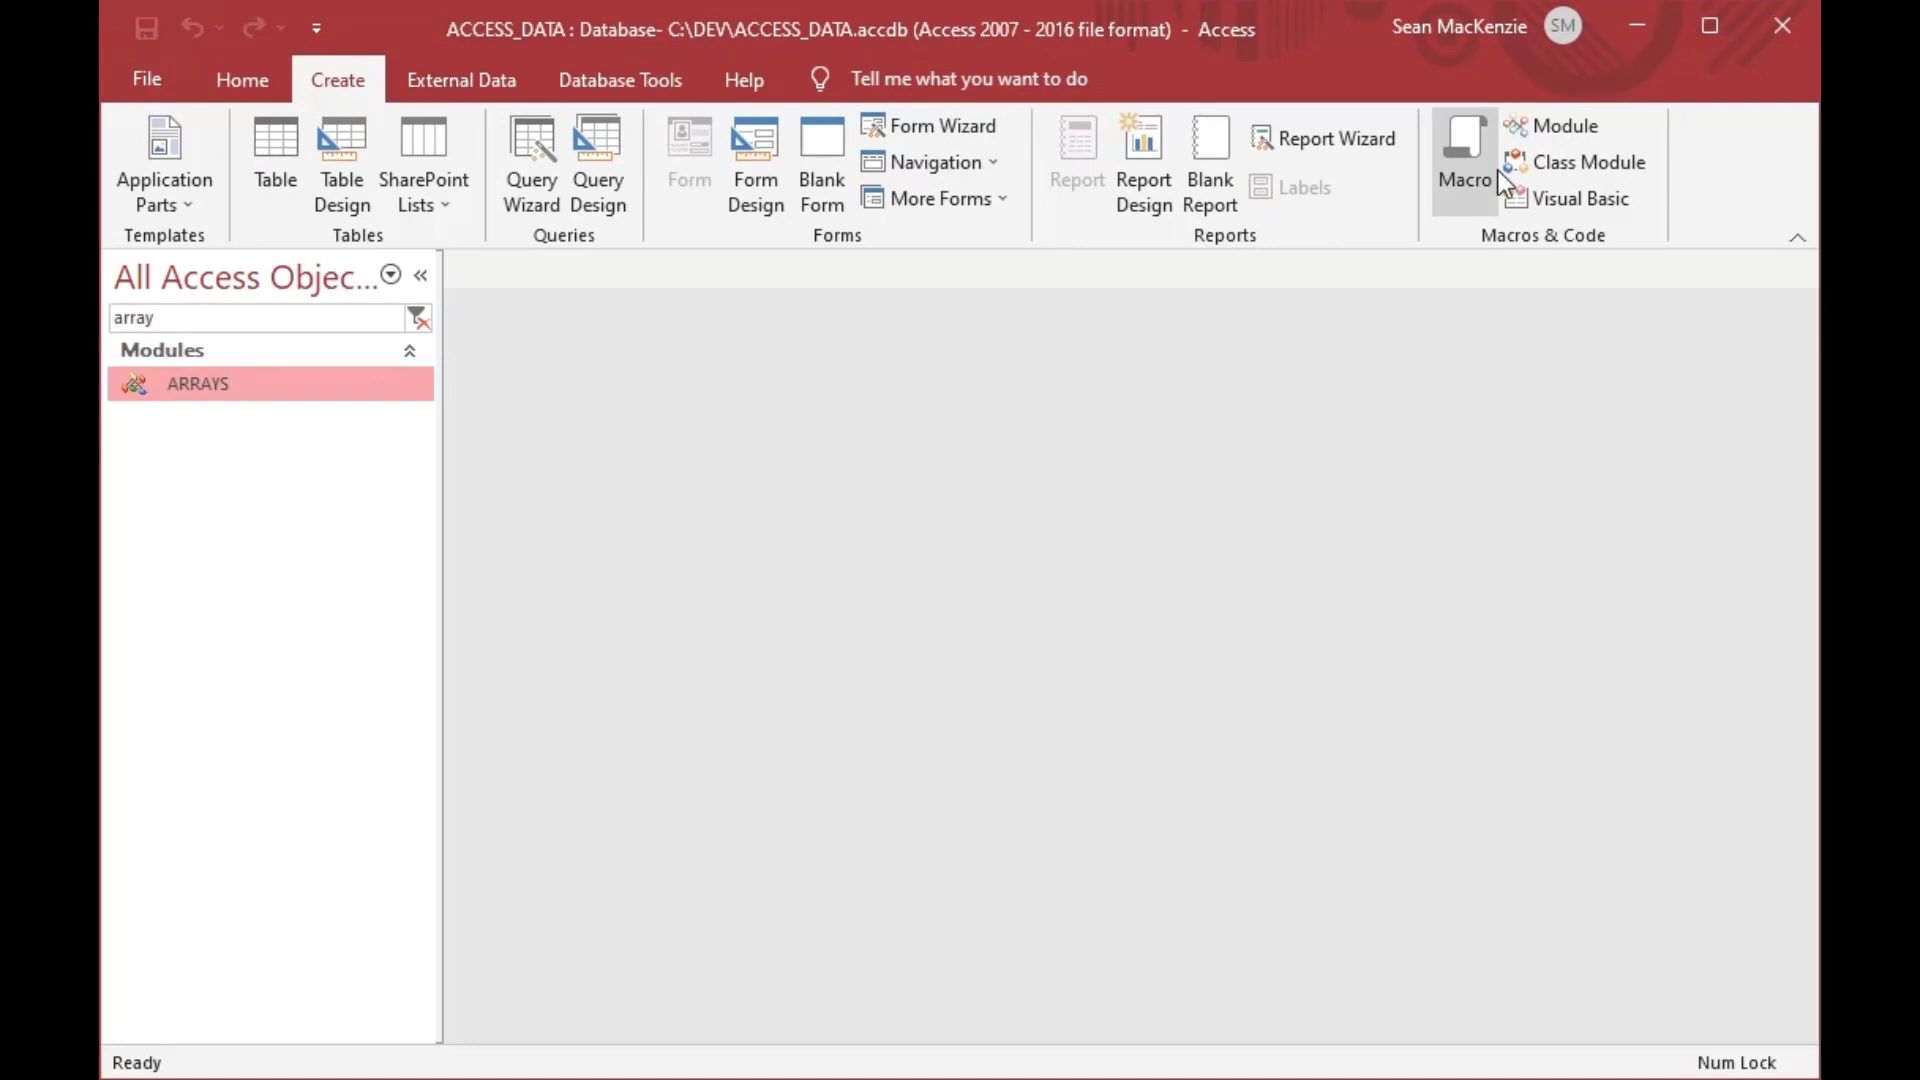 ACCESS_DATA : Database- C:\DEV\ACCESS_DATA.accdb (Access 2007 - 2016 file format) - Access
Sean MacKenzie SM
File Home Create External Data Database Tools Help Tell me what you want to do
Application Parts
Templates
Table
Table Design
SharePoint Lists
Tables
Query Wizard
Query Design
Queries
Form
Form Design
Blank Form
Form Wizard
Navigation
More Forms
Forms
Report
Report Design
Blank Report
Report Wizard
Labels
Reports
Macro
Module
Class Module
Visual Basic
Macros & Code
All Access Objec...
array
Modules
ARRAYS
Ready
Num Lock